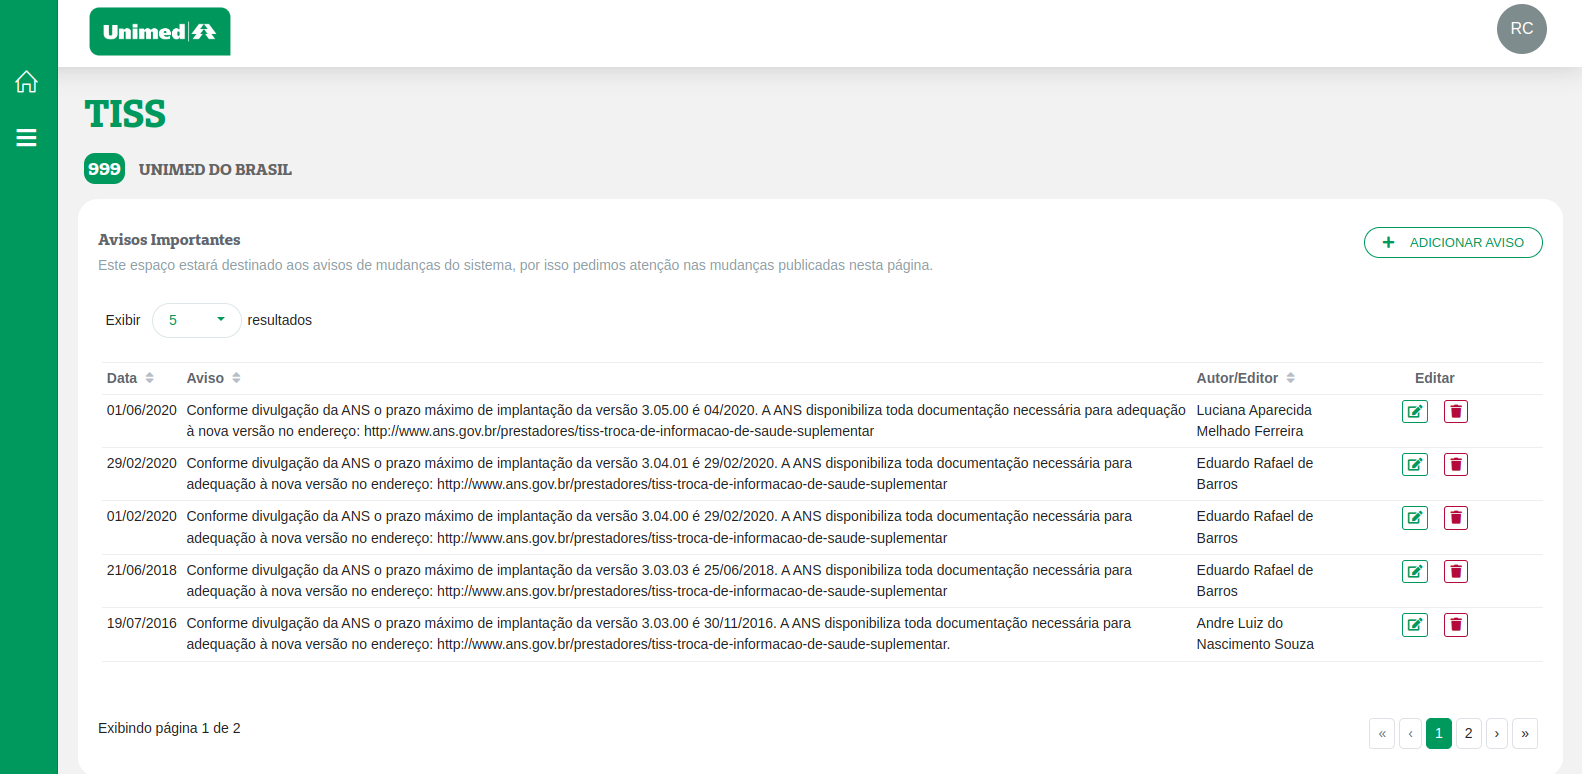 Unimed
RC
TISS
999 UNIMED DO BRASIL
Avisos Importantes
+ ADICIONAR AVISO
Este espaço estará destinado aos avisos de mudanças do sistema, por isso pedimos atenção nas mudanças publicadas nesta página.
Exibir 5 resultados
Data Aviso Autor/Editor Editar
01/06/2020 Conforme divulgação da ANS o prazo máximo de implantação da versão 3.05.00 é 04/2020. A ANS disponibiliza toda documentação necessária para adequação Luciana Aparecida
à nova versão no endereço: http://www.ans.gov.br/prestadores/tiss-troca-de-informacao-de-saude-suplementar Melhado Ferreira
29/02/2020 Conforme divulgação da ANS o prazo máximo de implantação da versão 3.04.01 é 29/02/2020. A ANS disponibiliza toda documentação necessária para Eduardo Rafael de
adequação à nova versão no endereço: http://www.ans.gov.br/prestadores/tiss-troca-de-informacao-de-saude-suplementar Barros
01/02/2020 Conforme divulgação da ANS o prazo máximo de implantação da versão 3.04.00 é 29/02/2020. A ANS disponibiliza toda documentação necessária para Eduardo Rafael de
adequação à nova versão no endereço: http://www.ans.gov.br/prestadores/tiss-troca-de-informacao-de-saude-suplementar Barros
21/06/2018 Conforme divulgação da ANS o prazo máximo de implantação da versão 3.03.03 é 25/06/2018. A ANS disponibiliza toda documentação necessária para Eduardo Rafael de
adequação à nova versão no endereço: http://www.ans.gov.br/prestadores/tiss-troca-de-informacao-de-saude-suplementar Barros
19/07/2016 Conforme divulgação da ANS o prazo máximo de implantação da versão 3.03.00 é 30/11/2016. A ANS disponibiliza toda documentação necessária para Andre Luiz do
adequação à nova versão no endereço: http://www.ans.gov.br/prestadores/tiss-troca-de-informacao-de-saude-suplementar. Nascimento Souza
Exibindo página 1 de 2
« ‹ 1 2 › »